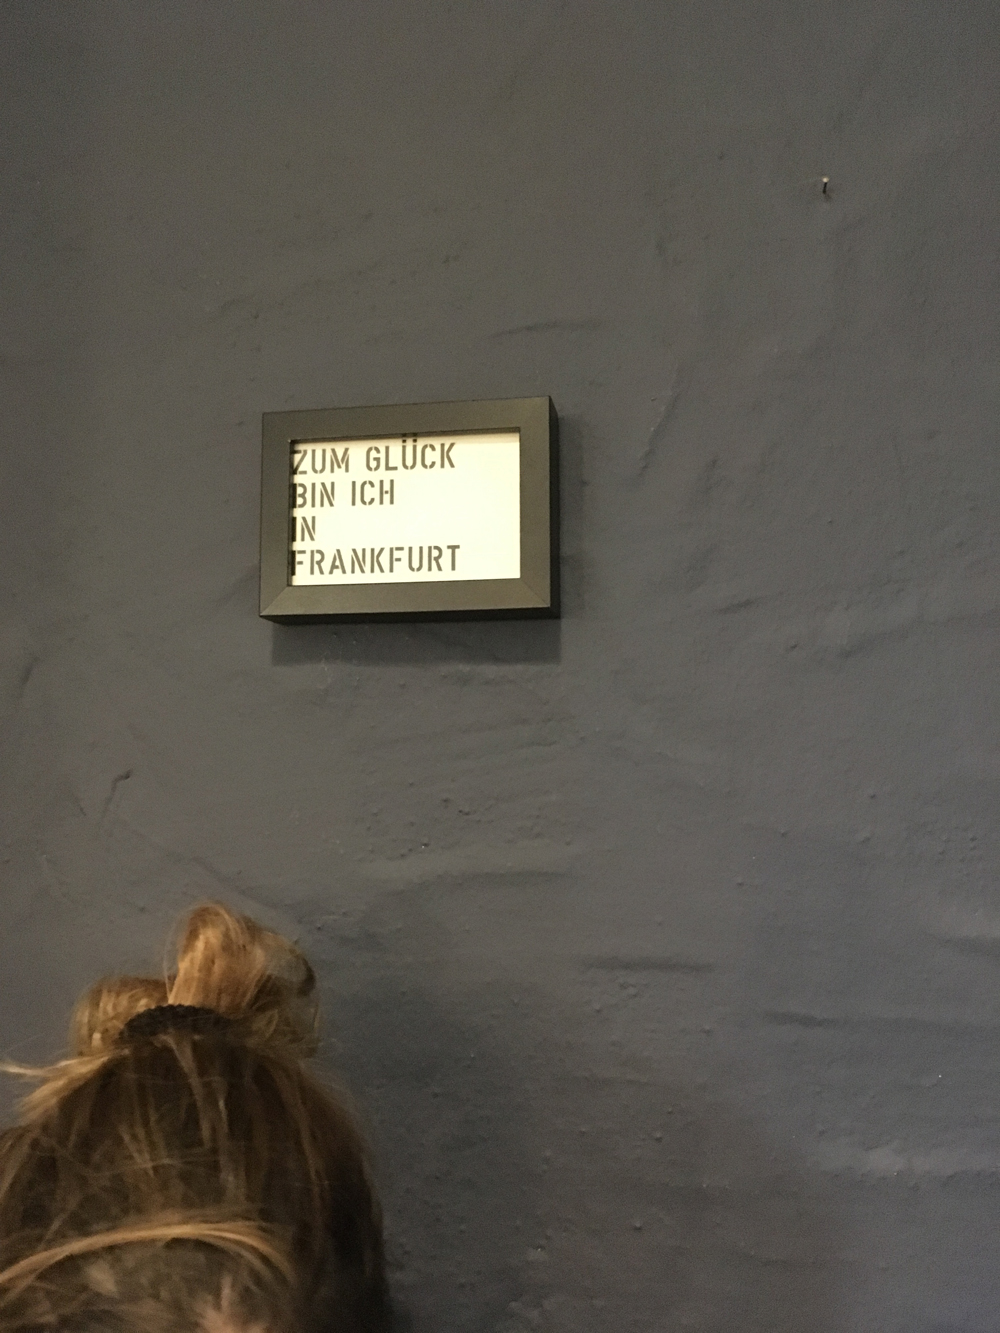 ZUM GLÜCK
BIN ICH
IN
FRANKFURT